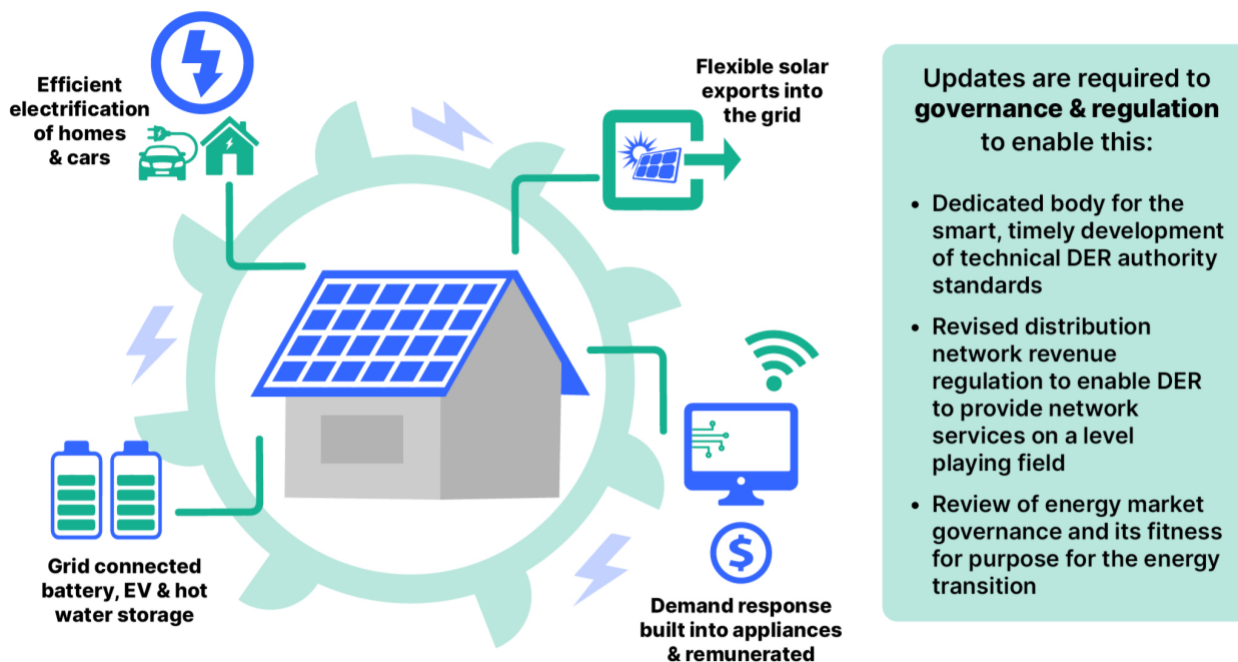 Efficient
electrification
of homes
& cars
Flexible solar
exports into
the grid
Grid connected
battery, EV & hot
water storage
$
Demand response
built into appliances
& remunerated
Updates are required to
governance & regulation
to enable this:
• Dedicated body for the
smart, timely development
of technical DER authority
standards
• Revised distribution
network revenue
regulation to enable DER
to provide network
services on a level
playing field
• Review of energy market
governance and its fitness
for purpose for the energy
transition